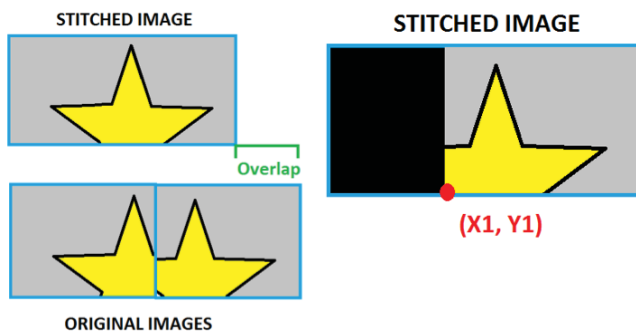 STITCHED IMAGE
Overlap
ORIGINAL IMAGES
STITCHED IMAGE
(X1, Y1)